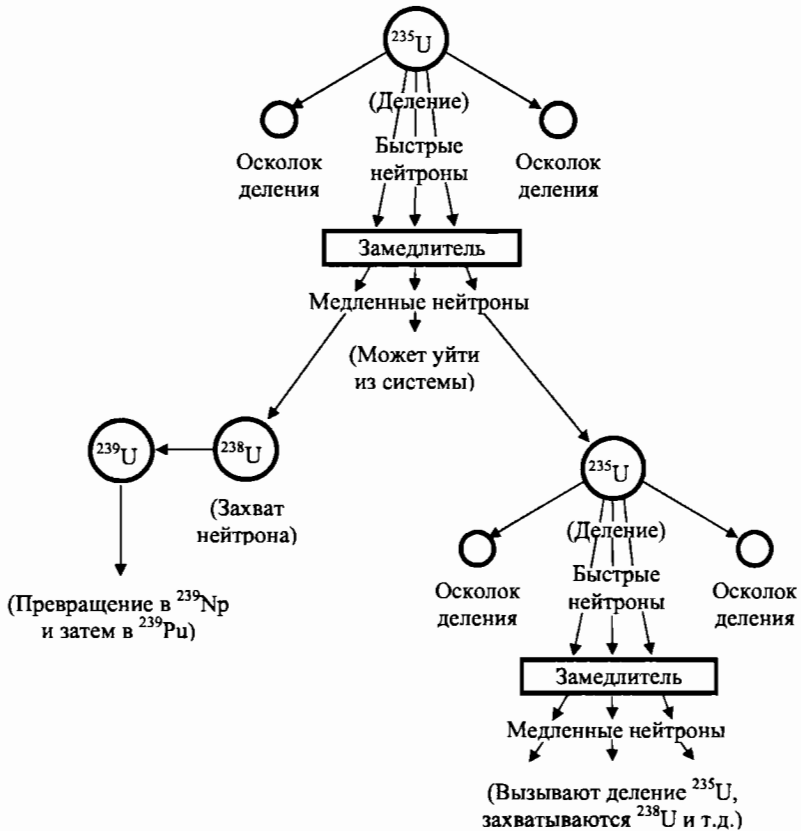 ²³⁵U
(Деление)
Быстрые
нейтроны
Осколок
деления
Осколок
деления
Замедлитель
Медленные нейтроны
(Может уйти
из системы)
²³⁹U
²³⁸U
(Захват
нейтрона)
(Превращение в ²³⁹Np
и затем в ²³⁹Pu)
²³⁵U
(Деление)
Быстрые
нейтроны
Осколок
деления
Осколок
деления
Замедлитель
Медленные нейтроны
(Вызывают деление ²³⁵U,
захватываются ²³⁸U и т.д.)